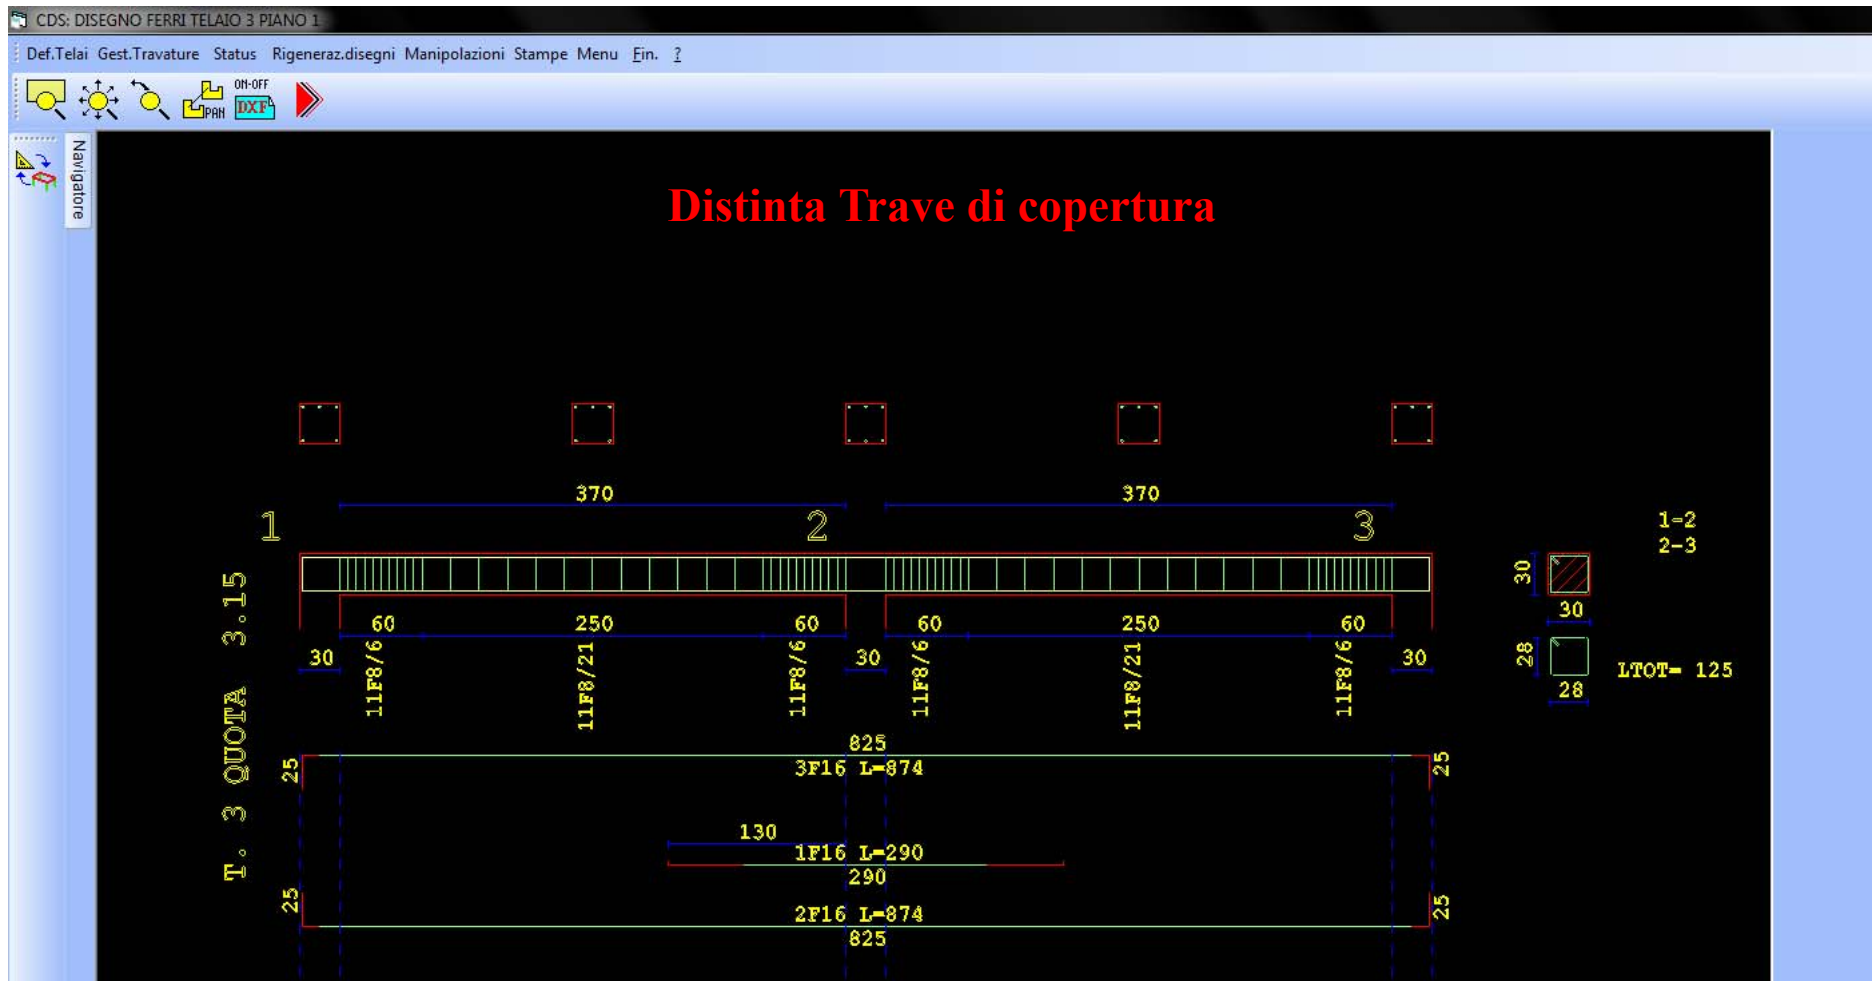 CDS: DISEGNO FERRI TELAIO 3 PIANO 1
Def.Telai Gest.Travature Status Rigeneraz.disegni Manipolazioni Stampe Menu Fin. ?
ON-OFF
PAN
DXF
Navigatore
Distinta Trave di copertura
370 370
1 2 3
1-2
2-3
T. 3 QUOTA 3.15
30
30
60 250 60 60 250 60
30 30 30
11F8/6 11F8/21 11F8/6 11F8/6 11F8/21 11F8/6
28
28
LTOT= 125
825
25 3F16 L=874 25
130
1F16 L=290
290
25 2F16 L=874 25
825